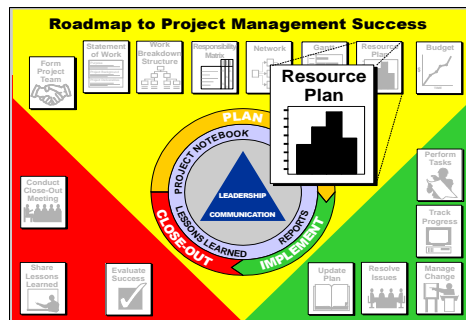 Roadmap to Project Management Success
Form
Project
Team
Statement
of Work
Work
Breakdown
Structure
Responsibility
Matrix
Network
Gantt
Resource
Plan
Budget
Resource
Plan
PLAN
PROJECT NOTEBOOK
LEADERSHIP
COMMUNICATION
LESSONS LEARNED
REPORTS
CLOSE-OUT
IMPLEMENT
Conduct
Close-Out
Meeting
Share
Lessons
Learned
Evaluate
Success
Perform
Tasks
Track
Progress
Update
Plan
Resolve
Issues
Manage
Change